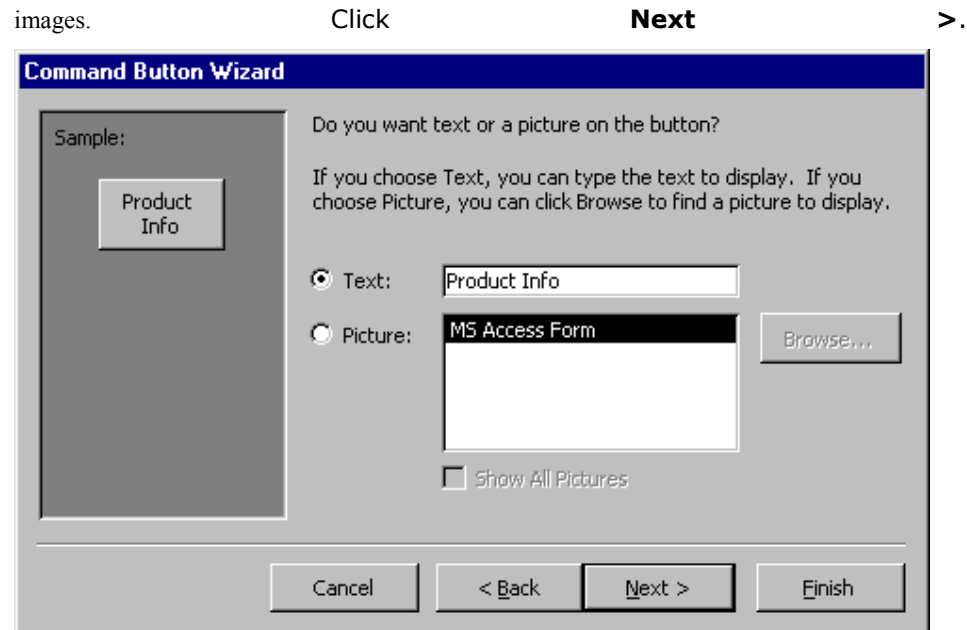 images. Click Next >.
Command Button Wizard
Sample:
Product
Info
Do you want text or a picture on the button?
If you choose Text, you can type the text to display. If you
choose Picture, you can click Browse to find a picture to display.
Text: Product Info
Picture: MS Access Form
Browse...
Show All Pictures
Cancel < Back Next > Finish